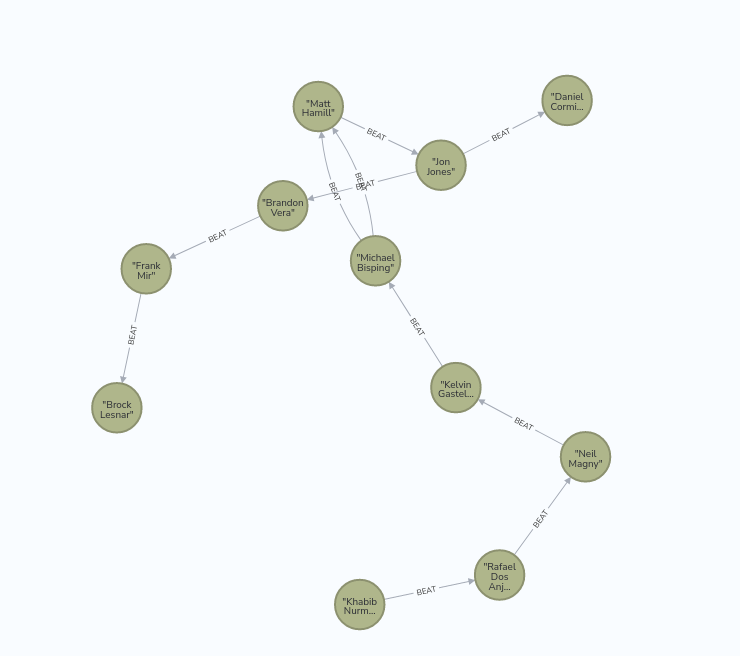 "Matt
Hamill"
"Daniel
Cormi...
BEAT
BEAT
"Jon
Jones"
BEAT
BEAT
BEAT
"Brandon
Vera"
BEAT
"Michael
Bisping"
"Frank
Mir"
BEAT
BEAT
"Kelvin
Gastel...
"Brock
Lesnar"
BEAT
"Neil
Magny"
BEAT
"Rafael
Dos
Anj...
BEAT
"Khabib
Nurm...